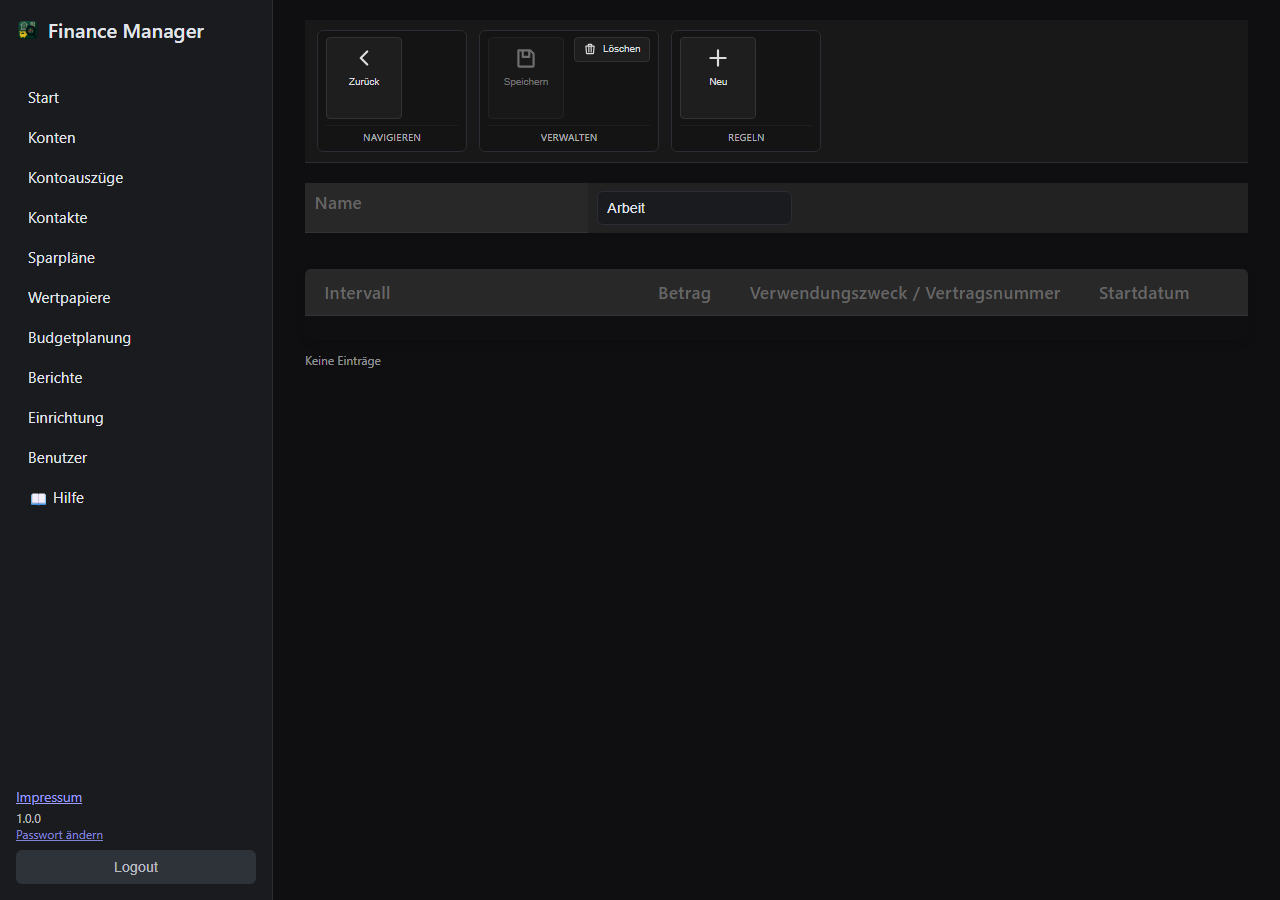 Finance Manager
Start
Konten
Kontoauszüge
Kontakte
Sparpläne
Wertpapiere
Budgetplanung
Berichte
Einrichtung
Benutzer
Hilfe
Impressum
1.0.0
Passwort ändern
Logout
Zurück
NAVIGIEREN
Speichern
Löschen
VERWALTEN
Neu
REGELN
Name Arbeit
Intervall Betrag Verwendungszweck / Vertragsnummer Startdatum
Keine Einträge